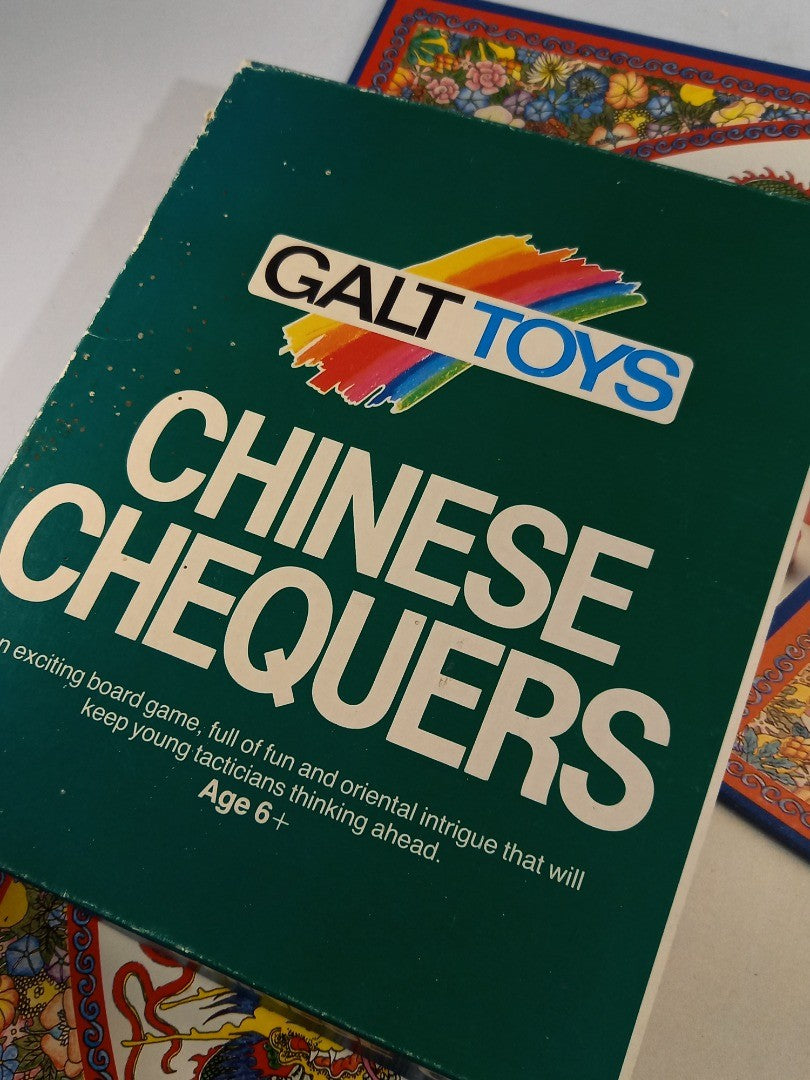 GALT TOYS
CHINESE
CHEQUERS
exciting board game, full of fun and oriental intrigue that will
keep young tacticians thinking ahead.
Age 6+